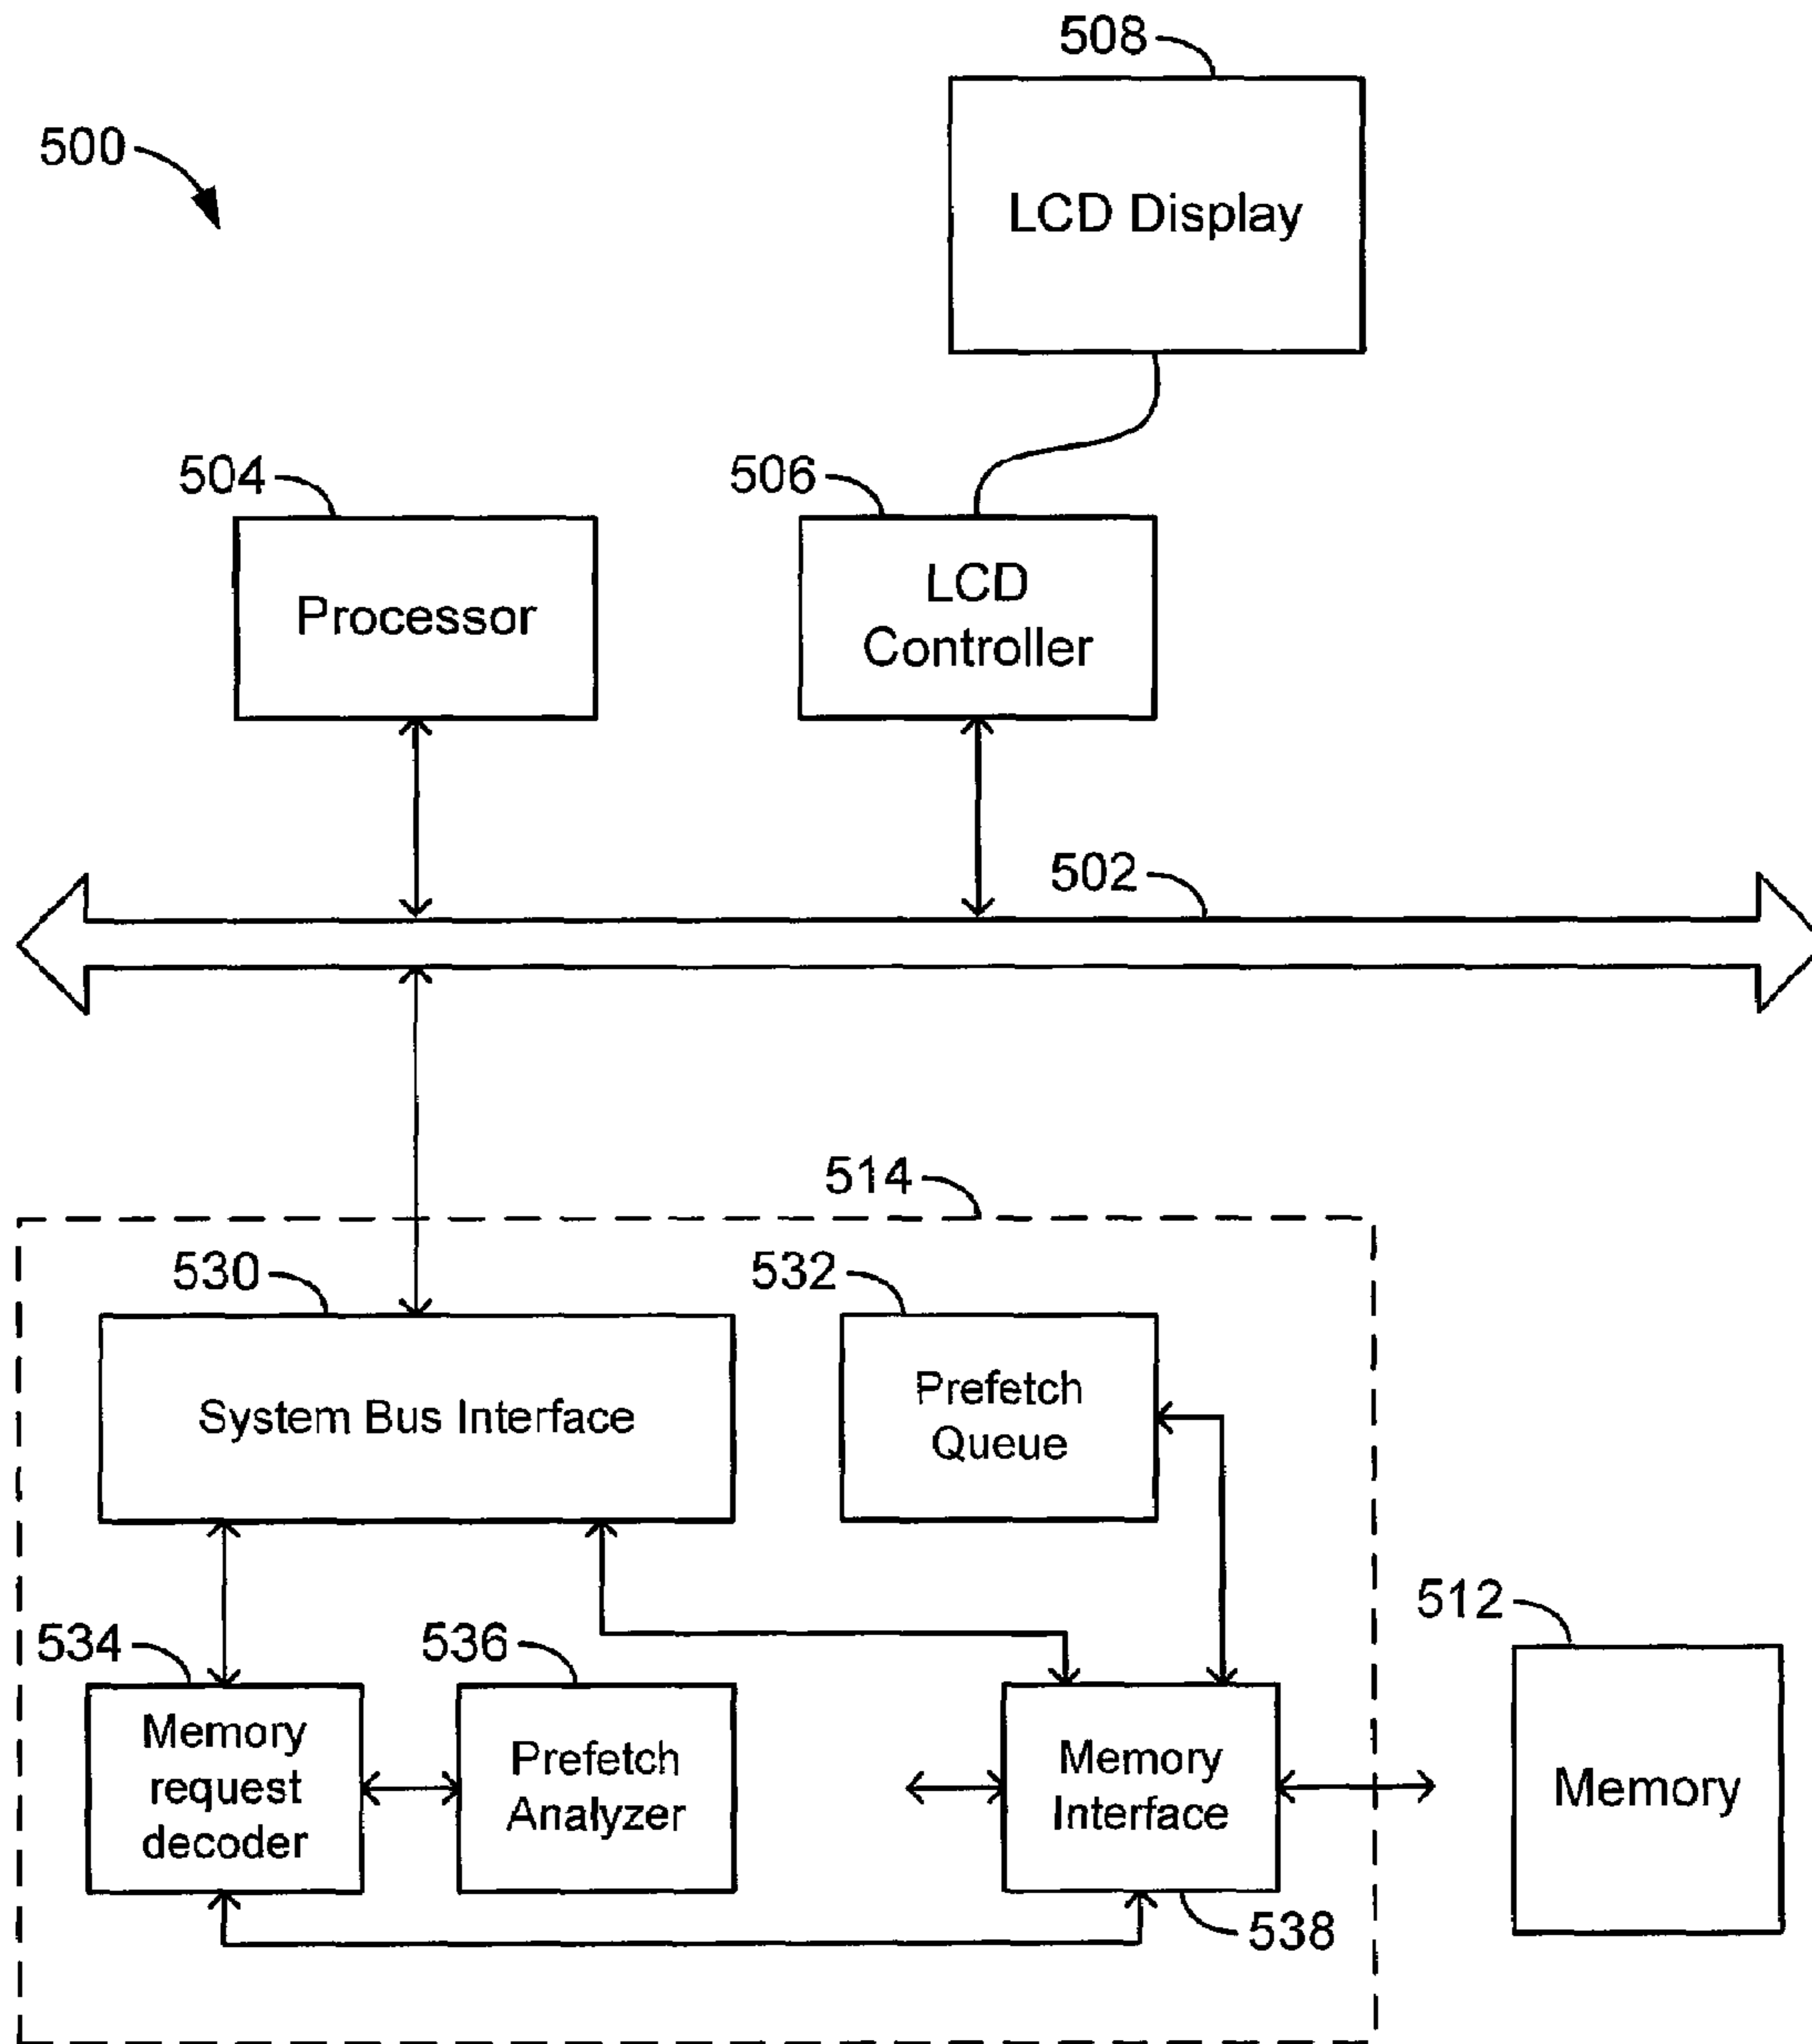 508
500
LCD Display
504
506
Processor
LCD
Controller
502
514
530
532
System Bus Interface
Prefetch
Queue
512
534
536
Memory
request
decoder
Prefetch
Analyzer
Memory
Interface
Memory
538